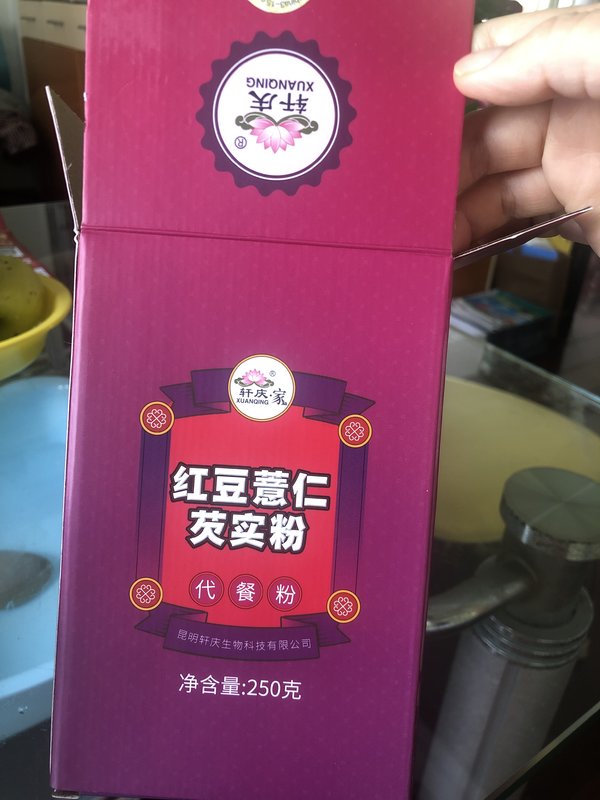 XUANQING
轩庆
®
轩庆·家
XUANQING
®
红豆薏仁
芡实粉
代餐粉
昆明轩庆生物科技有限公司
净含量:250克